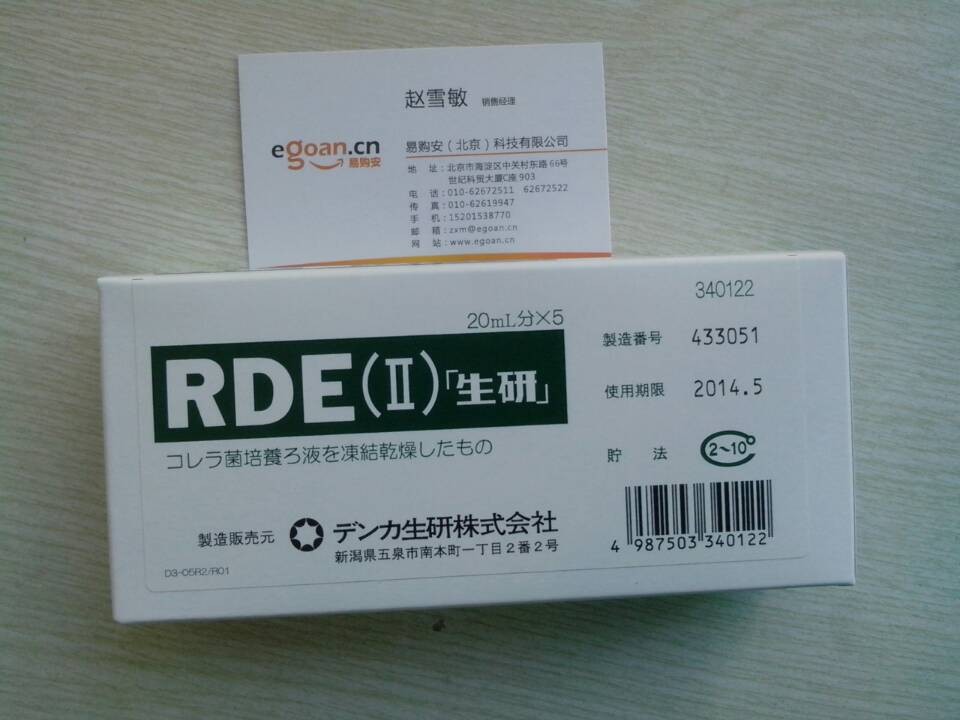 赵雪敏 销售经理
egoan.cn
易购安
易购安（北京）科技有限公司
地 址：北京市海淀区中关村东路 66号
世纪科贸大厦C座 903
电 话：010-62672511 62672522
传 真：010-62619947
手 机：15201538770
邮 箱：zxm@egoan.cn
网 站：www.egoan.cn
340122
20mL分×5
RDE(Ⅱ)「生研」
コレラ菌培養ろ液を凍結乾燥したもの
製造番号 433051
使用期限 2014.5
貯 法 2~10°
製造販売元 デンカ生研株式会社
新潟県五泉市南本町一丁目2番2号
4 987503 340122
D3-05R2/R01